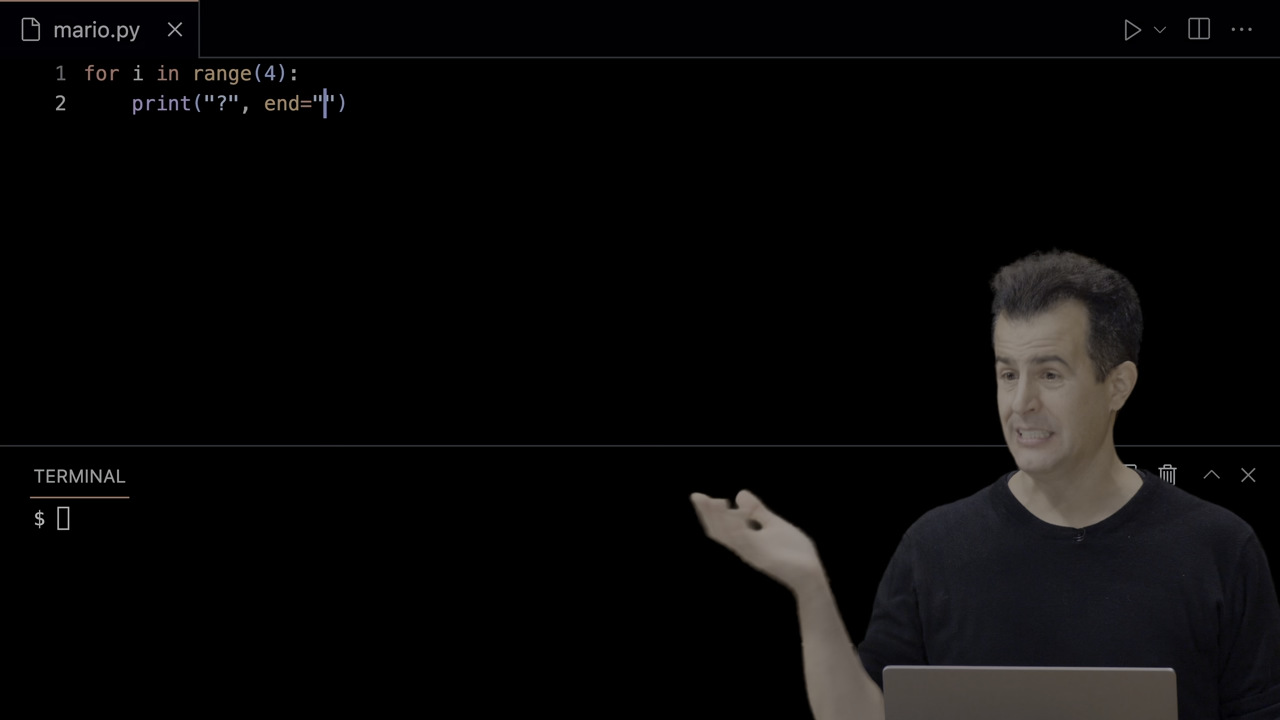 mario.py
1 for i in range(4):
2     print("?", end="")
TERMINAL
$